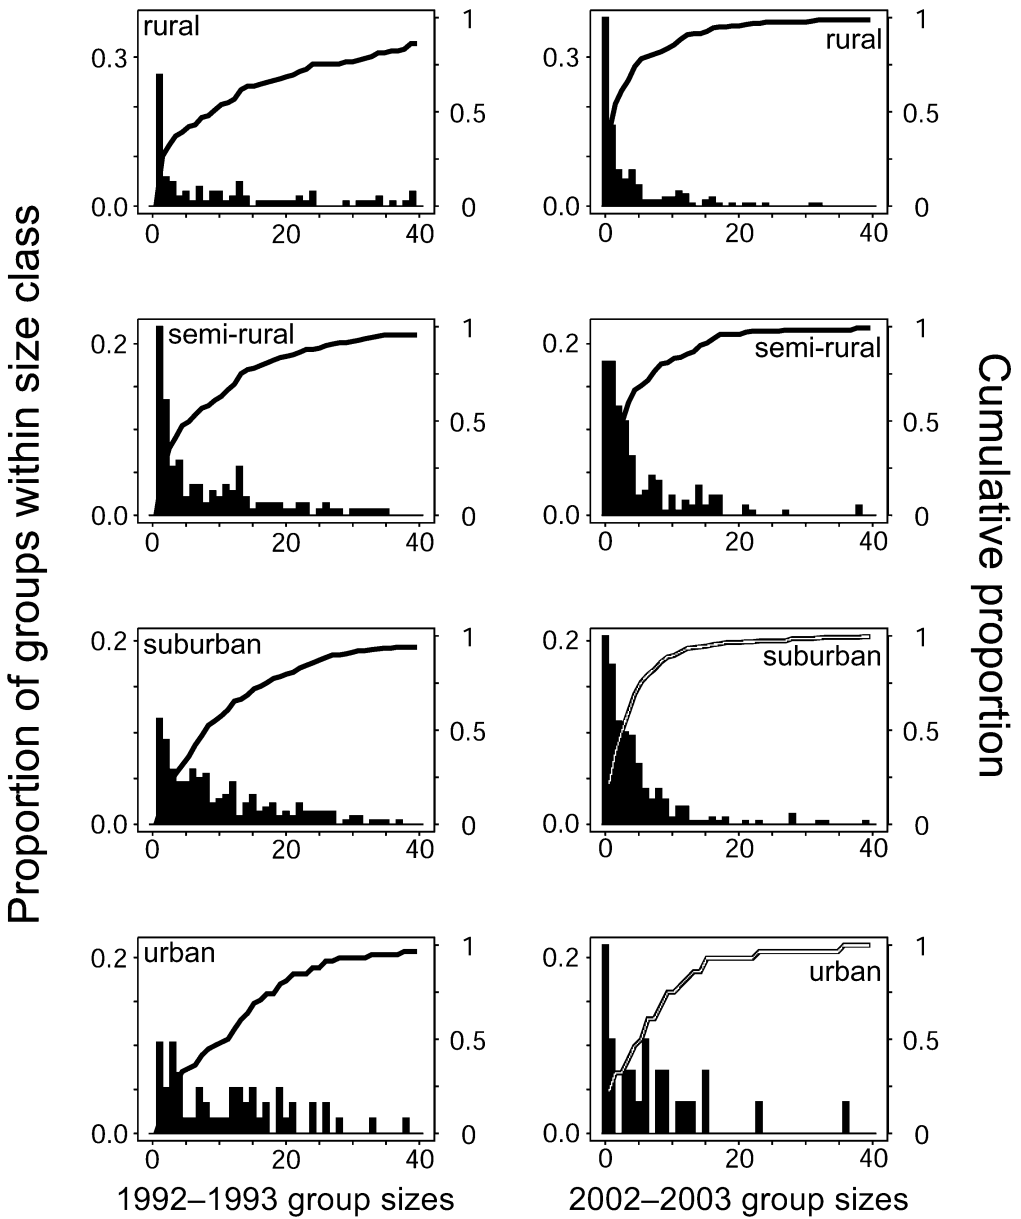 Proportion of groups within size class
rural
0.3
0.0
1
0.5
0
0 20 40
rural
0.3
0.0
1
0.5
0
0 20 40
semi-rural
0.2
0.0
1
0.5
0
0 20 40
semi-rural
0.2
0.0
1
0.5
0
0 20 40
suburban
0.2
0.0
1
0.5
0
0 20 40
suburban
0.2
0.0
1
0.5
0
0 20 40
urban
0.2
0.0
1
0.5
0
0 20 40
1992–1993 group sizes
urban
0.2
0.0
1
0.5
0
0 20 40
2002–2003 group sizes
Cumulative proportion